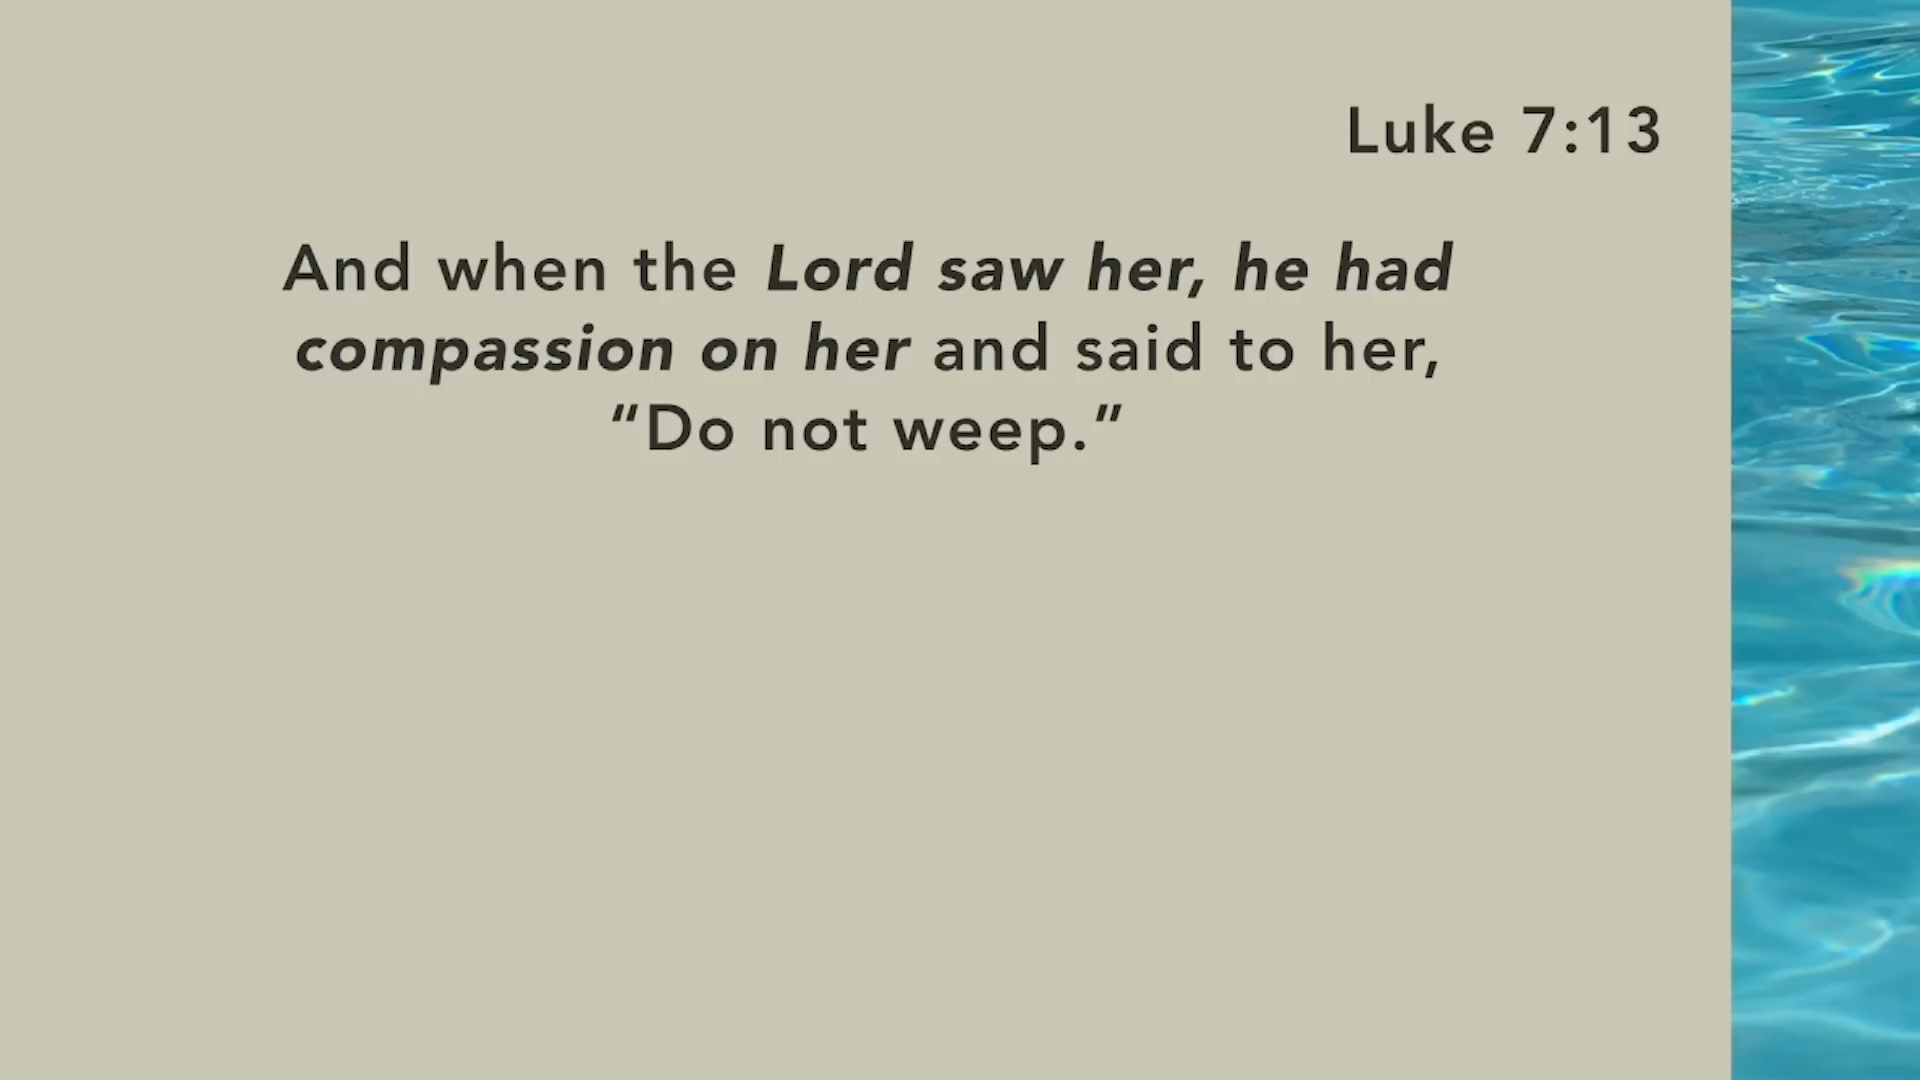 Luke 7:13
And when the Lord saw her, he had
compassion on her and said to her,
“Do not weep.”